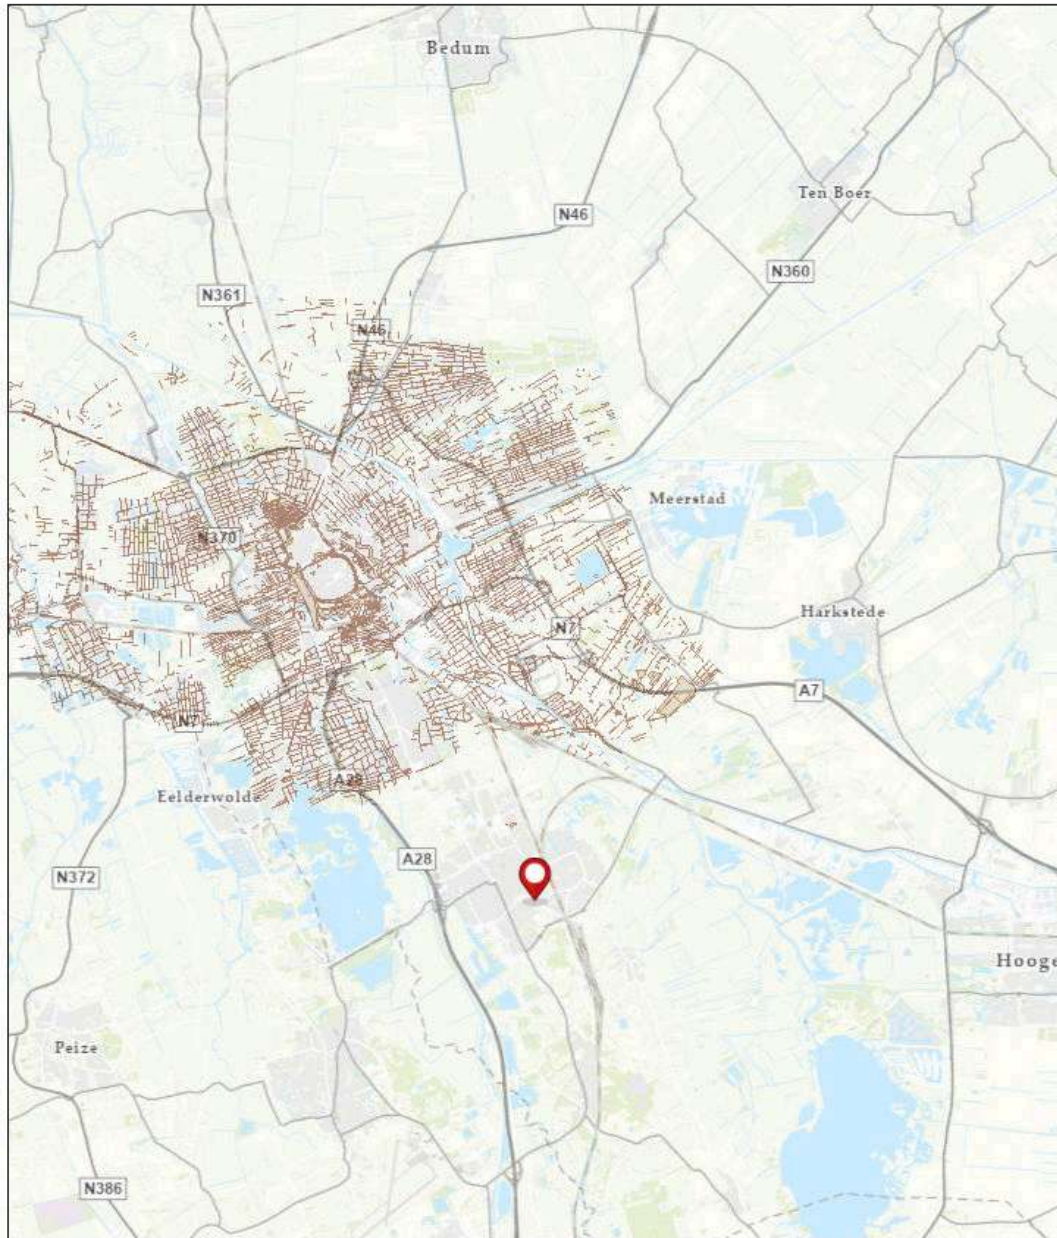 Bedum
Ten Boer
N46
N360
N361
N46
Meerstad
N370
Harkstede
N7
A7
N7
A28
Eelderwolde
A28
N372
Hooge
Peize
N386